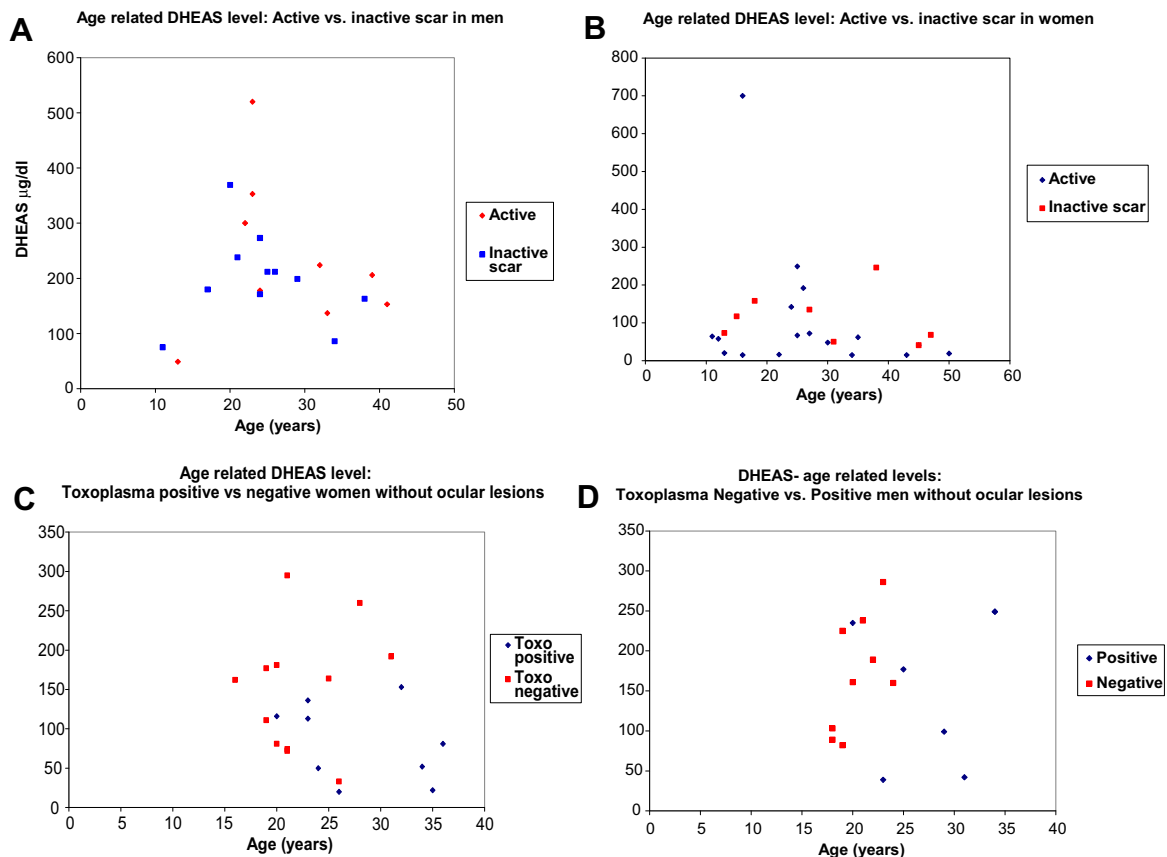 A
Age related DHEAS level: Active vs. inactive scar in men
600
500
400
300
200
100
0
DHEAS µg/dl
0 10 20 30 40 50
Age (years)
Active
Inactive
scar
B
Age related DHEAS level: Active vs. inactive scar in women
800
700
600
500
400
300
200
100
0
0 10 20 30 40 50 60
Age (years)
Active
Inactive scar
C
Age related DHEAS level:
Toxoplasma positive vs negative women without ocular lesions
350
300
250
200
150
100
50
0
0 5 10 15 20 25 30 35 40
Age (years)
Toxo
positive
Toxo
negative
D
DHEAS- age related levels:
Toxoplasma Negative vs. Positive men without ocular lesions
350
300
250
200
150
100
50
0
0 5 10 15 20 25 30 35 40
Age (years)
Positive
Negative